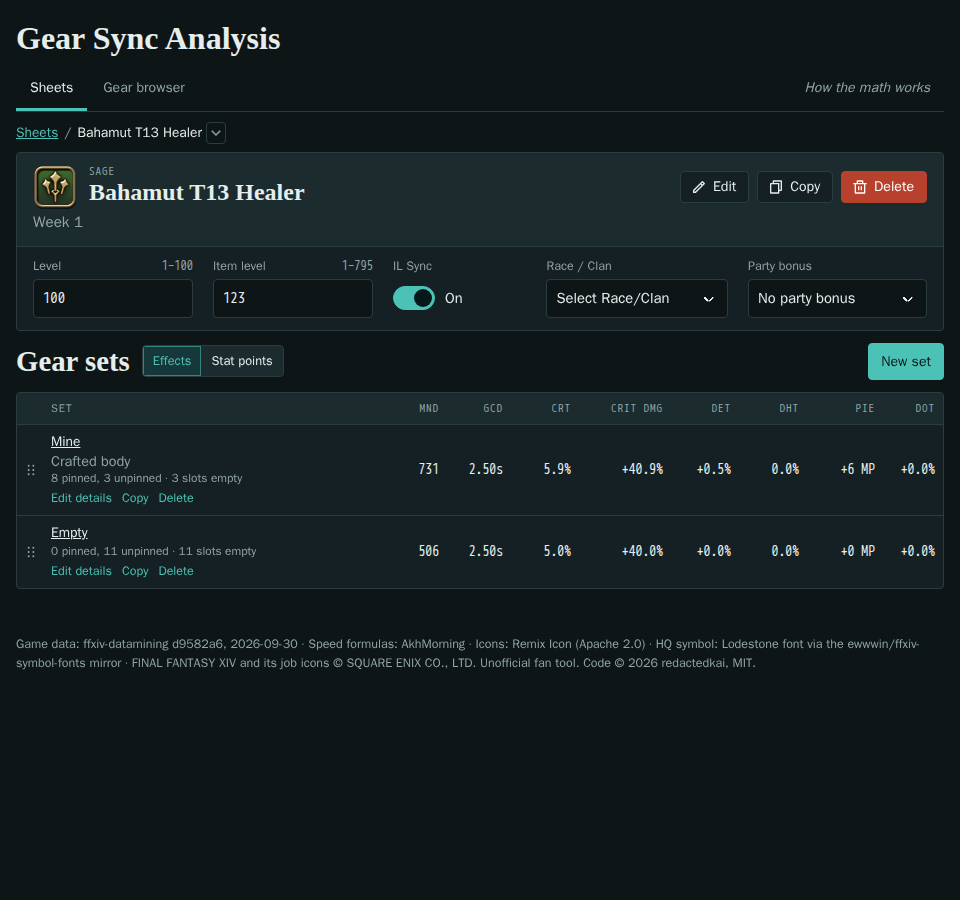 Gear Sync Analysis
Sheets Gear browser How the math works
Sheets / Bahamut T13 Healer
SAGE
Bahamut T13 Healer
Edit Copy Delete
Week 1
Level 1–100 Item level 1–795 IL Sync Race / Clan Party bonus
100 123 On Select Race/Clan No party bonus
Gear sets Effects Stat points New set
SET MND GCD CRT CRIT DMG DET DHT PIE DOT
Mine
Crafted body
8 pinned, 3 unpinned · 3 slots empty
731 2.50s 5.9% +40.9% +0.5% 0.0% +6 MP +0.0%
Edit details Copy Delete
Empty
0 pinned, 11 unpinned · 11 slots empty
506 2.50s 5.0% +40.0% +0.0% 0.0% +0 MP +0.0%
Edit details Copy Delete
Game data: ffxiv-datamining d9582a6, 2026-09-30 · Speed formulas: AkhMorning · Icons: Remix Icon (Apache 2.0) · HQ symbol: Lodestone font via the ewwwin/ffxiv-
symbol-fonts mirror · FINAL FANTASY XIV and its job icons © SQUARE ENIX CO., LTD. Unofficial fan tool. Code © 2026 redactedkai, MIT.